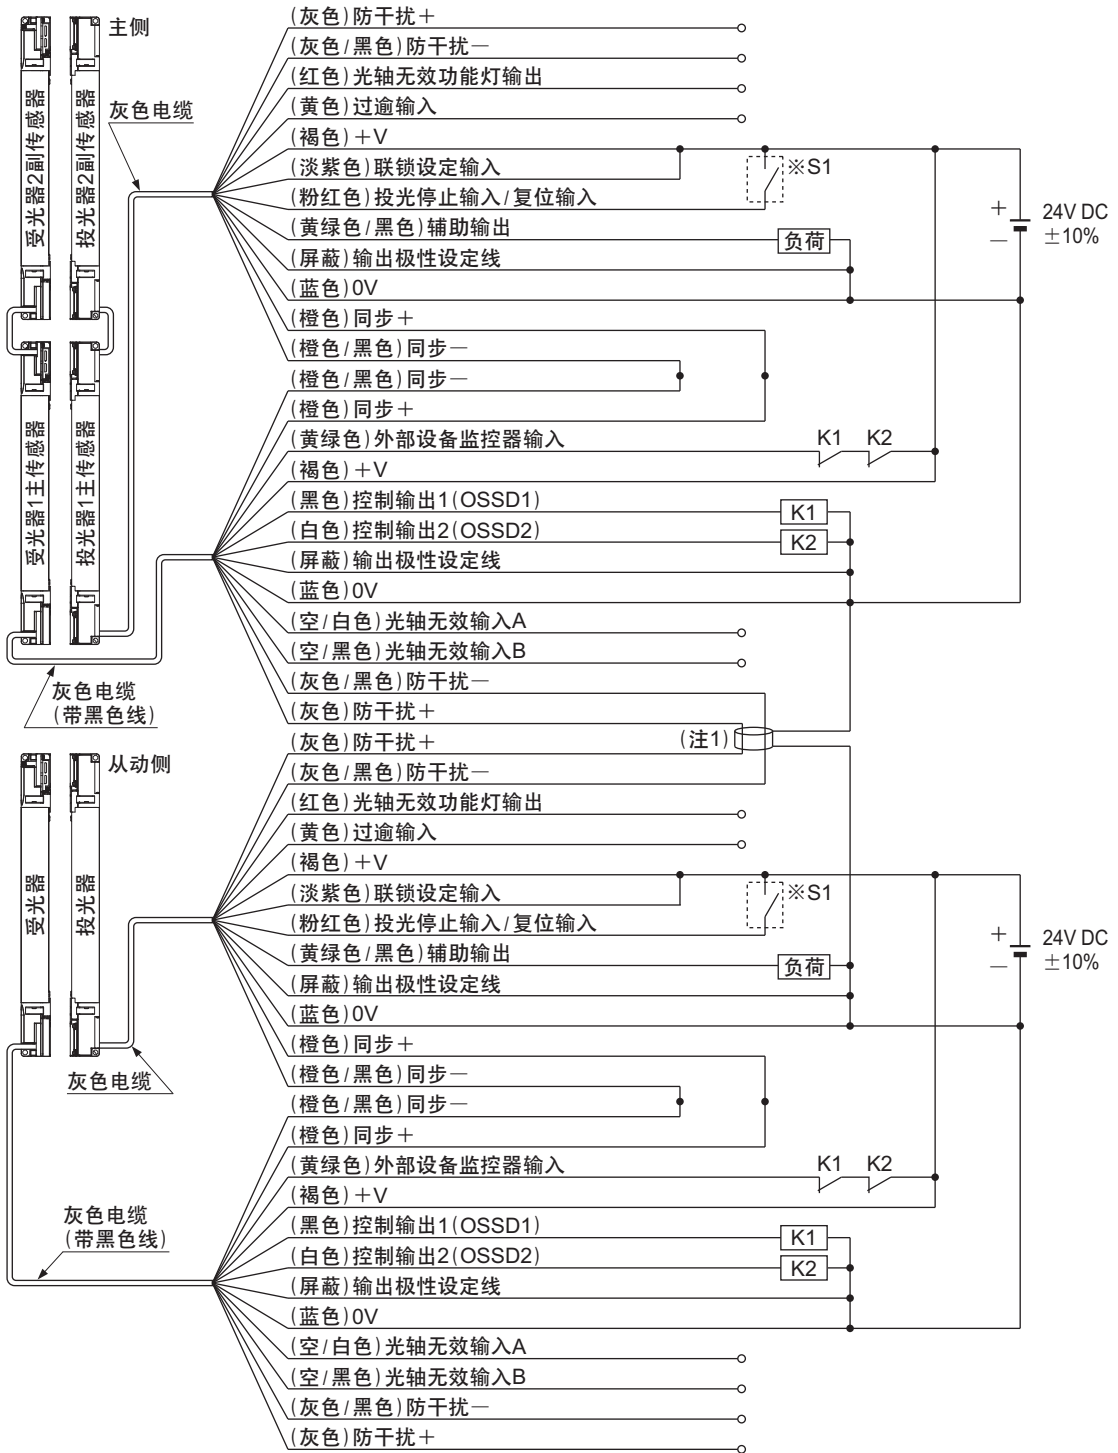 主侧
受光器2副传感器
投光器2副传感器
受光器1主传感器
投光器1主传感器
灰色电缆
(灰色)防干扰＋
(灰色/黑色)防干扰－
(红色)光轴无效功能灯输出
(黄色)过逾输入
(褐色)＋V
(淡紫色)联锁设定输入
(粉红色)投光停止输入/复位输入
(黄绿色/黑色)辅助输出
(屏蔽)输出极性设定线
(蓝色)0V
(橙色)同步＋
(橙色/黑色)同步－
※S1
负荷
＋
－
24V DC
±10%
(橙色/黑色)同步－
(橙色)同步＋
(黄绿色)外部设备监控器输入
K1 K2
(褐色)＋V
(黑色)控制输出1(OSSD1)
K1
(白色)控制输出2(OSSD2)
K2
(屏蔽)输出极性设定线
(蓝色)0V
(空/白色)光轴无效输入A
(空/黑色)光轴无效输入B
(灰色/黑色)防干扰－
(灰色)防干扰＋
灰色电缆
(带黑色线)
(注1)
从动侧
受光器
投光器
灰色电缆
(灰色)防干扰＋
(灰色/黑色)防干扰－
(红色)光轴无效功能灯输出
(黄色)过逾输入
(褐色)＋V
(淡紫色)联锁设定输入
(粉红色)投光停止输入/复位输入
(黄绿色/黑色)辅助输出
(屏蔽)输出极性设定线
(蓝色)0V
(橙色)同步＋
(橙色/黑色)同步－
※S1
负荷
＋
－
24V DC
±10%
(橙色/黑色)同步－
(橙色)同步＋
(黄绿色)外部设备监控器输入
K1 K2
(褐色)＋V
(黑色)控制输出1(OSSD1)
K1
(白色)控制输出2(OSSD2)
K2
(屏蔽)输出极性设定线
(蓝色)0V
(空/白色)光轴无效输入A
(空/黑色)光轴无效输入B
(灰色/黑色)防干扰－
(灰色)防干扰＋
灰色电缆
(带黑色线)